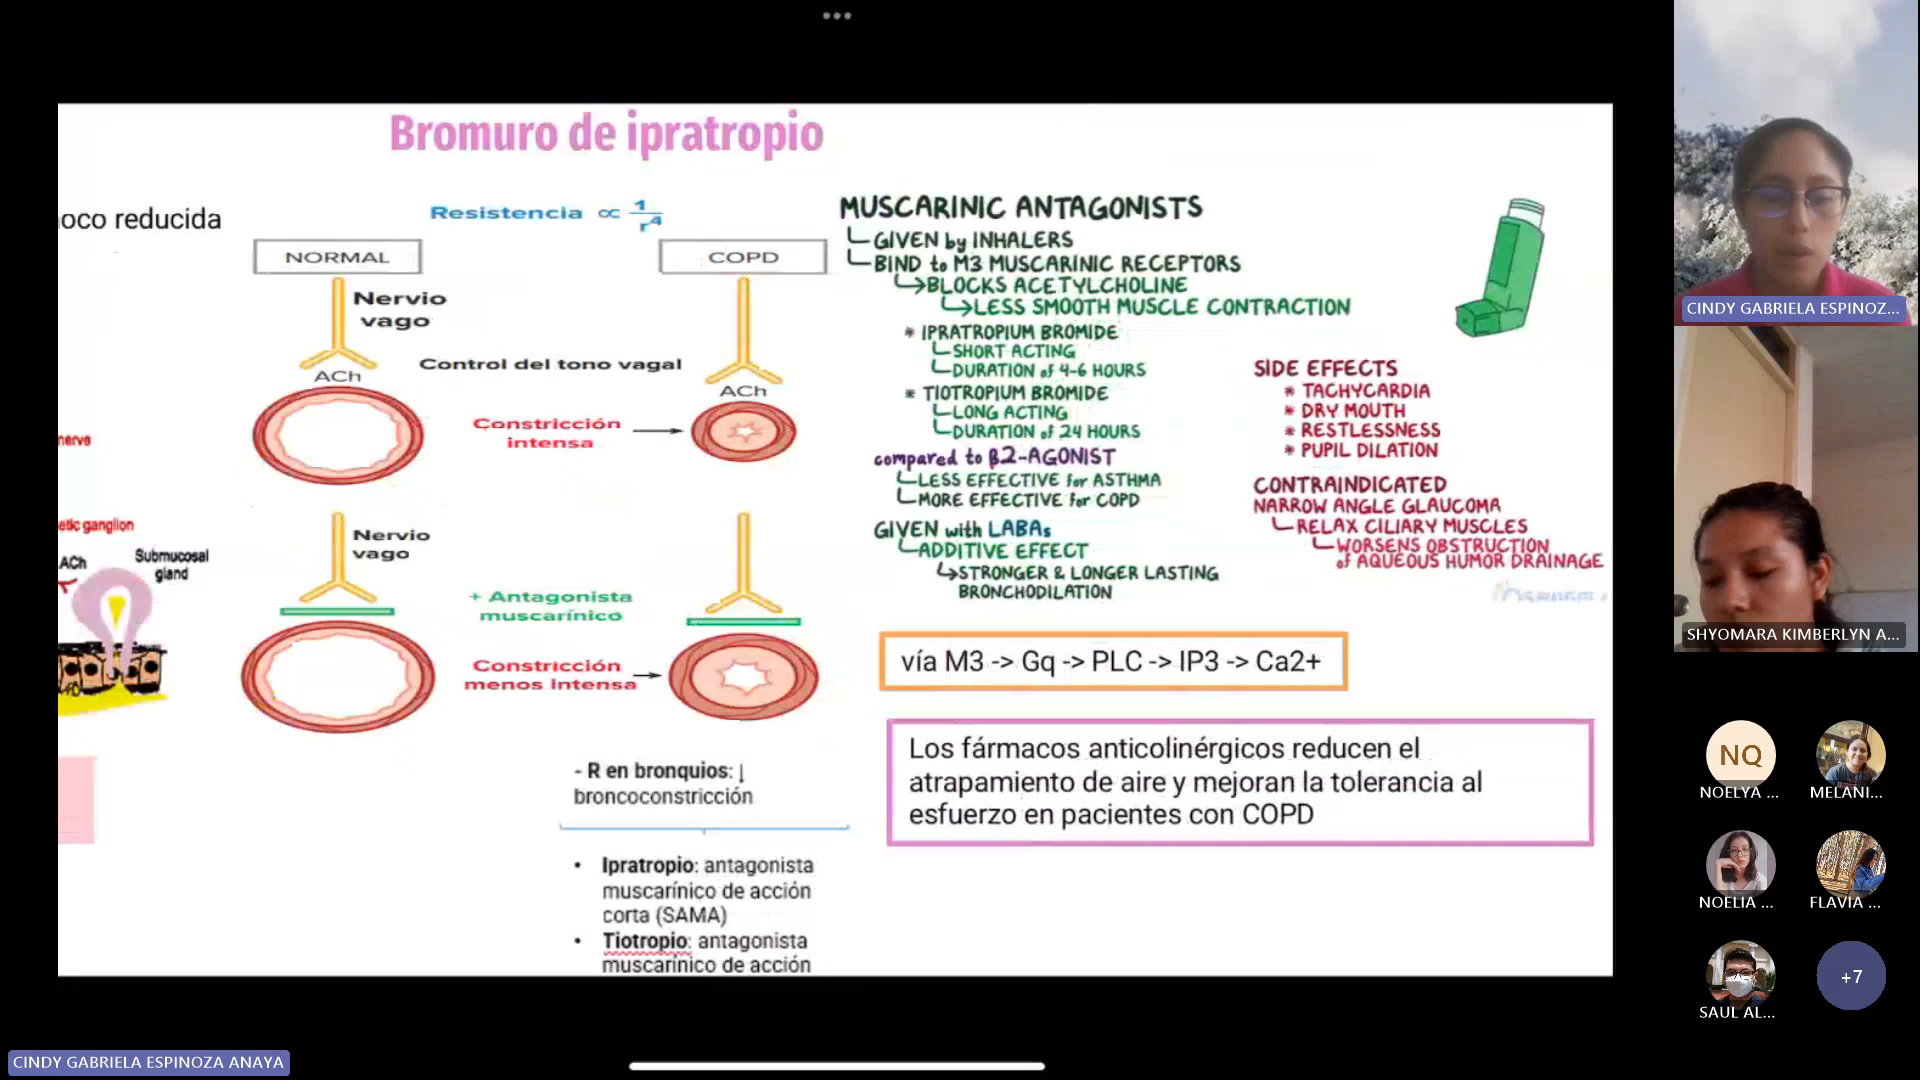 Bromuro de ipratropio
oco reducida
Resistencia ∝ 1/r⁴
NORMAL
COPD
Nervio
vago
Control del tono vagal
ACh
ACh
Constricción
intensa
nerve
etic ganglion
ACh
Submucosal
gland
Nervio
vago
+ Antagonista
muscarínico
Constricción
menos intensa
- R en bronquios: ↓
broncoconstricción
• Ipratropio: antagonista
muscarínico de acción
corta (SAMA)
• Tiotropio: antagonista
muscarínico de acción
MUSCARINIC ANTAGONISTS
GIVEN by INHALERS
BIND to M3 MUSCARINIC RECEPTORS
BLOCKS ACETYLCHOLINE
LESS SMOOTH MUSCLE CONTRACTION
* IPRATROPIUM BROMIDE
SHORT ACTING
DURATION of 4-6 HOURS
* TIOTROPIUM BROMIDE
LONG ACTING
DURATION of 24 HOURS
compared to β2-AGONIST
LESS EFFECTIVE for ASTHMA
MORE EFFECTIVE for COPD
GIVEN with LABAs
ADDITIVE EFFECT
STRONGER & LONGER LASTING
BRONCHODILATION
SIDE EFFECTS
* TACHYCARDIA
* DRY MOUTH
* RESTLESSNESS
* PUPIL DILATION
CONTRAINDICATED
NARROW ANGLE GLAUCOMA
RELAX CILIARY MUSCLES
WORSENS OBSTRUCTION
of AQUEOUS HUMOR DRAINAGE
vía M3 -> Gq -> PLC -> IP3 -> Ca2+
Los fármacos anticolinérgicos reducen el
atrapamiento de aire y mejoran la tolerancia al
esfuerzo en pacientes con COPD
CINDY GABRIELA ESPINOZ...
SHYOMARA KIMBERLYN A...
NQ
NOELYA ...
MELANI...
NOELIA ...
FLAVIA ...
SAUL AL...
+7
CINDY GABRIELA ESPINOZA ANAYA